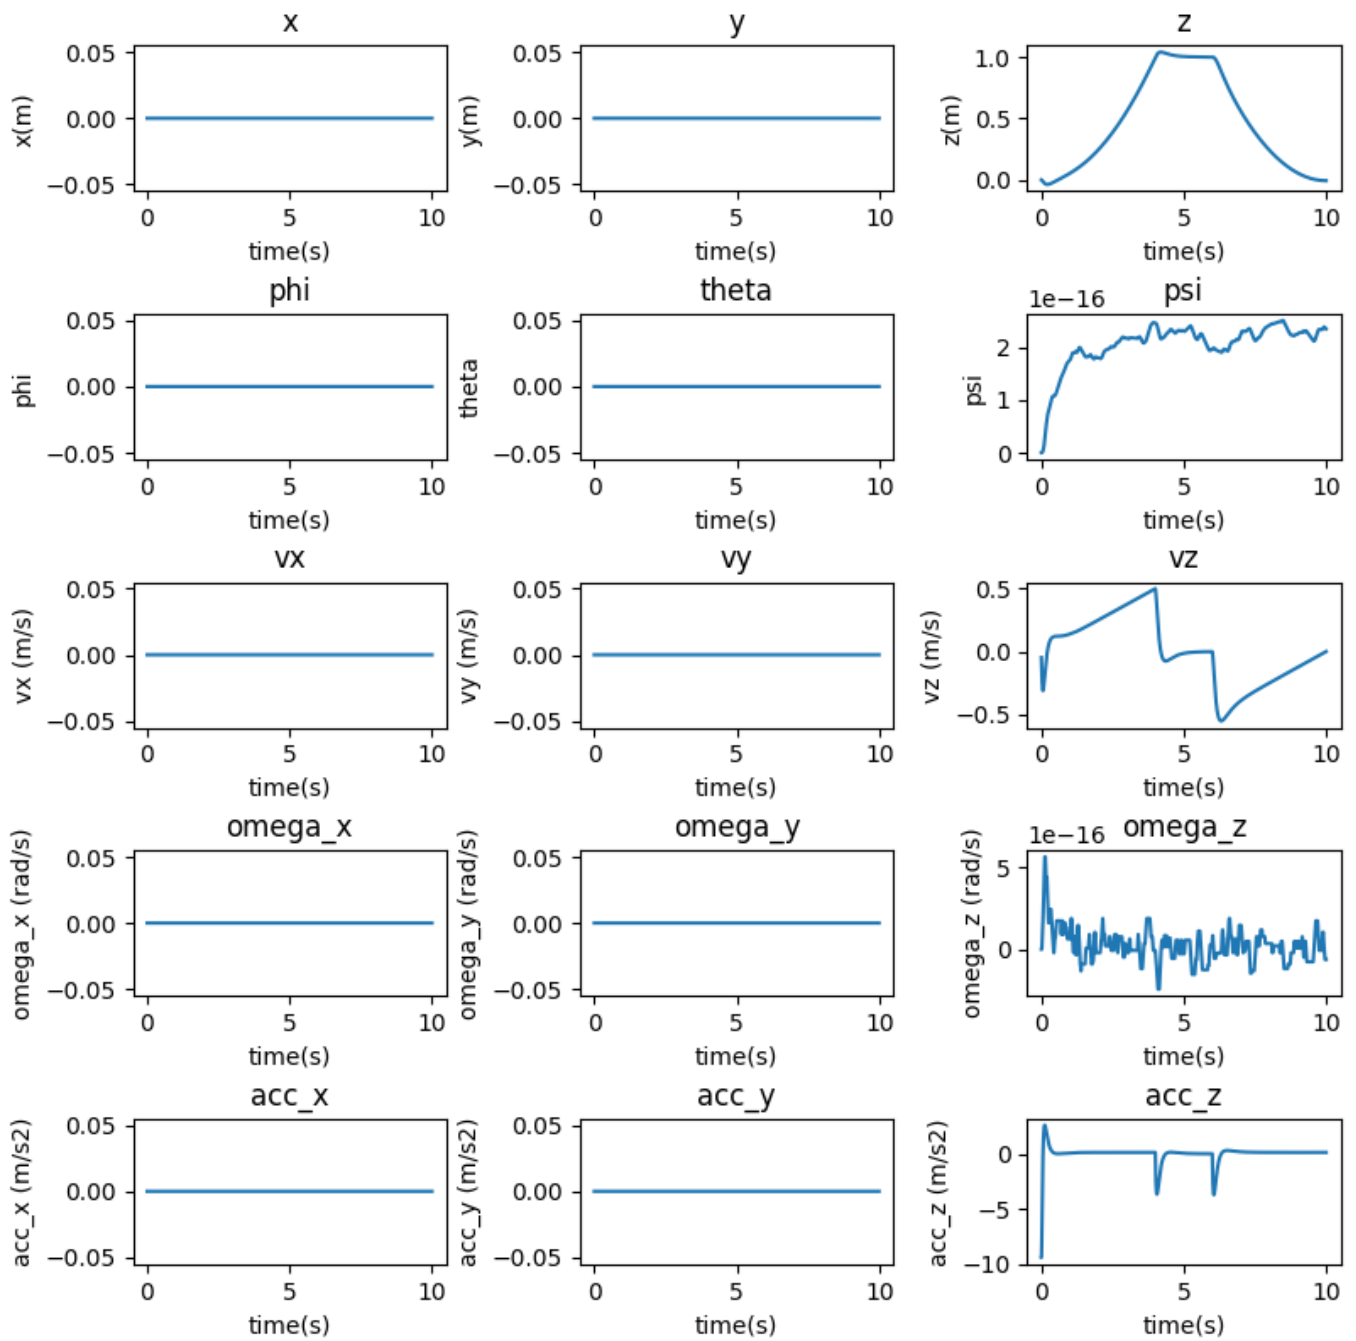 x
y
z
0.05
0.00
−0.05
x(m)
0
5
10
time(s)
0.05
0.00
−0.05
y(m)
0
5
10
time(s)
1.0
0.5
0.0
z(m)
0
5
10
time(s)
phi
theta
1e−16
psi
0.05
0.00
−0.05
phi
0
5
10
time(s)
0.05
0.00
−0.05
theta
0
5
10
time(s)
2
1
0
psi
0
5
10
time(s)
vx
vy
vz
0.05
0.00
−0.05
vx (m/s)
0
5
10
time(s)
0.05
0.00
−0.05
vy (m/s)
0
5
10
time(s)
0.5
0.0
−0.5
vz (m/s)
0
5
10
time(s)
omega_x
omega_y
1e−16
omega_z
0.05
0.00
−0.05
omega_x (rad/s)
0
5
10
time(s)
0.05
0.00
−0.05
omega_y (rad/s)
0
5
10
time(s)
5
0
omega_z (rad/s)
0
5
10
time(s)
acc_x
acc_y
acc_z
0.05
0.00
−0.05
acc_x (m/s2)
0
5
10
time(s)
0.05
0.00
−0.05
acc_y (m/s2)
0
5
10
time(s)
0
−5
−10
acc_z (m/s2)
0
5
10
time(s)